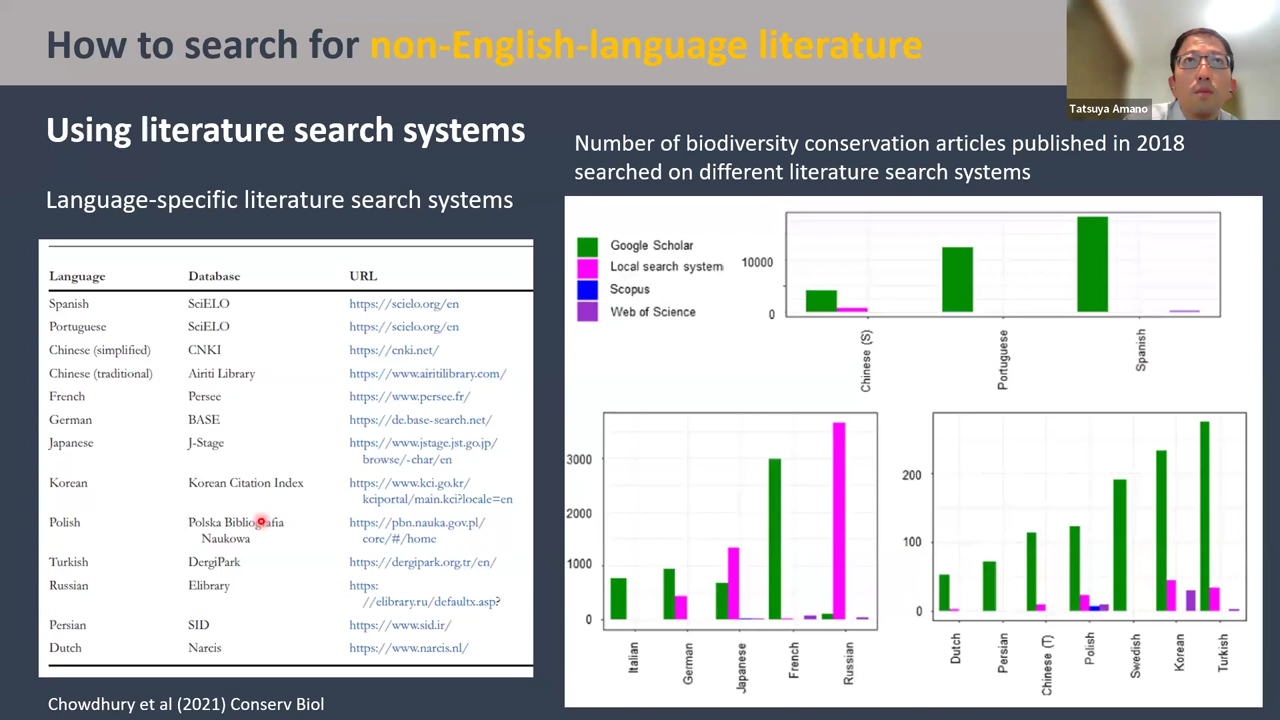 How to search for non-English-language literature
Tatsuya Amano
Using literature search systems
Language-specific literature search systems
Language Database URL
Spanish SciELO https://scielo.org/en
Portuguese SciELO https://scielo.org/en
Chinese (simplified) CNKI https://cnki.net/
Chinese (traditional) Airiti Library https://www.airitilibrary.com/
French Persee https://www.persee.fr/
German BASE https://de.base-search.net/
Japanese J-Stage https://www.jstage.jst.go.jp/
browse/-char/en
Korean Korean Citation Index https://www.kci.go.kr/
kciportal/main.kci?locale=en
Polish Polska Bibliografia https://pbn.nauka.gov.pl/
Naukowa core/#/home
Turkish DergiPark https://dergipark.org.tr/en/
Russian Elibrary https:
//elibrary.ru/defaultx.asp?
Persian SID https://www.sid.ir/
Dutch Narcis https://www.narcis.nl/
Chowdhury et al (2021) Conserv Biol
Number of biodiversity conservation articles published in 2018
searched on different literature search systems
Google Scholar
Local search system
Scopus
Web of Science
10000
0
Chinese (S)
Portuguese
Spanish
3000
2000
1000
0
Italian
German
Japanese
French
Russian
200
100
0
Dutch
Persian
Chinese (T)
Polish
Swedish
Korean
Turkish